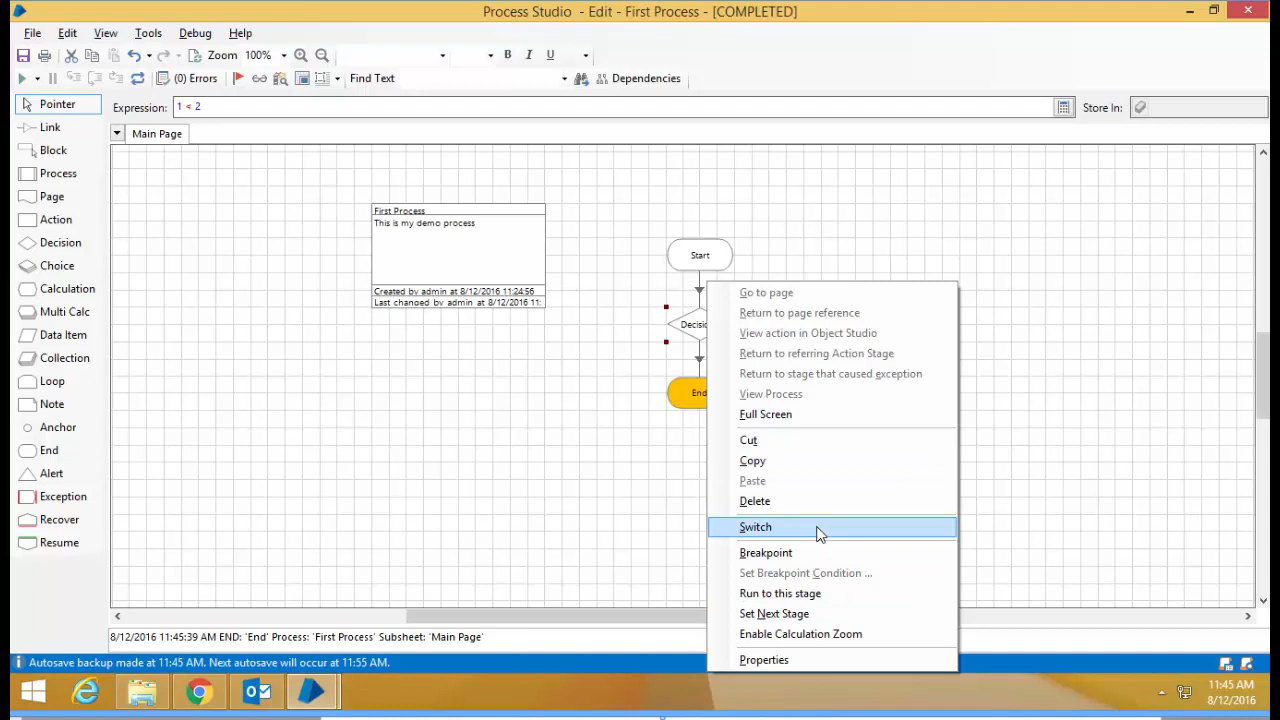 Process Studio - Edit - First Process - [COMPLETED]
File Edit View Tools Debug Help
Zoom 100% B I U
(0) Errors Find Text Dependencies
Pointer Expression: 1 < 2 Store In:
Link
Main Page
Block
Process
Page
Action
Decision
Choice
Calculation
Multi Calc
Data Item
Collection
Loop
Note
Anchor
End
Alert
Exception
Recover
Resume
First Process
This is my demo process
Created by admin at 8/12/2016 11:24:56
Last changed by admin at 8/12/2016 11:
Start
Decisio
End
Go to page
Return to page reference
View action in Object Studio
Return to referring Action Stage
Return to stage that caused exception
View Process
Full Screen
Cut
Copy
Paste
Delete
Switch
Breakpoint
Set Breakpoint Condition ...
Run to this stage
Set Next Stage
Enable Calculation Zoom
Properties
8/12/2016 11:45:39 AM END: 'End' Process: 'First Process' Subsheet: 'Main Page'
Autosave backup made at 11:45 AM. Next autosave will occur at 11:55 AM.
11:45 AM
8/12/2016